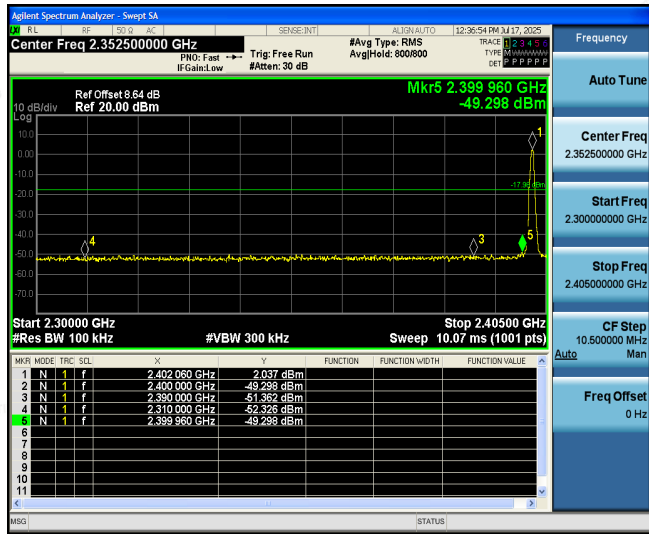 Agilent Spectrum Analyzer - Swept SA
RL RF 50 Ω AC SENSE:INT ALIGN AUTO 12:36:54 PM Jul 17, 2025
Center Freq 2.352500000 GHz
PNO: Fast
IFGain:Low
Trig: Free Run
#Atten: 30 dB
#Avg Type: RMS
Avg|Hold: 800/800
TRACE 1 2 3 4 5 6
TYPE M
DET P P P P P P
Ref Offset 8.64 dB
10 dB/div Ref 20.00 dBm
Log
Mkr5 2.399 960 GHz
-49.298 dBm
10.0
0.00
-10.0
-20.0
-30.0
-40.0
-50.0
-60.0
-70.0
1
4
3
5
Start 2.30000 GHz Stop 2.40500 GHz
#Res BW 100 kHz #VBW 300 kHz Sweep 10.07 ms (1001 pts)
MKR MODE TRC SCL X Y FUNCTION FUNCTION WIDTH FUNCTION VALUE
1 N 1 f 2.402 060 GHz 2.037 dBm
2 N 1 f 2.400 000 GHz -49.298 dBm
3 N 1 f 2.390 000 GHz -51.362 dBm
4 N 1 f 2.310 000 GHz -52.326 dBm
5 N 1 f 2.399 960 GHz -49.298 dBm
6
7
8
9
10
11
MSG STATUS
Frequency
Auto Tune
Center Freq
2.352500000 GHz
Start Freq
2.300000000 GHz
Stop Freq
2.405000000 GHz
CF Step
10.500000 MHz
Auto Man
Freq Offset
0 Hz